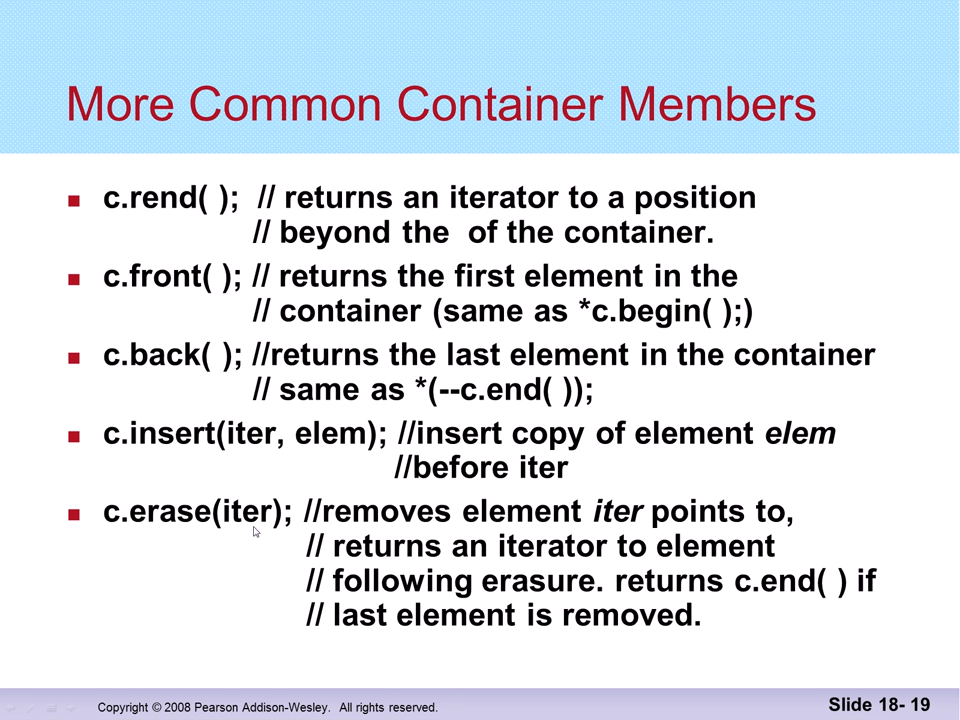 More Common Container Members
c.rend( );  // returns an iterator to a position
// beyond the  of the container.
c.front( ); // returns the first element in the
// container (same as *c.begin( );)
c.back( ); //returns the last element in the container
// same as *(--c.end( ));
c.insert(iter, elem); //insert copy of element elem
//before iter
c.erase(iter); //removes element iter points to,
// returns an iterator to element
// following erasure. returns c.end( ) if
// last element is removed.
Copyright © 2008 Pearson Addison-Wesley.  All rights reserved.
Slide 18- 19